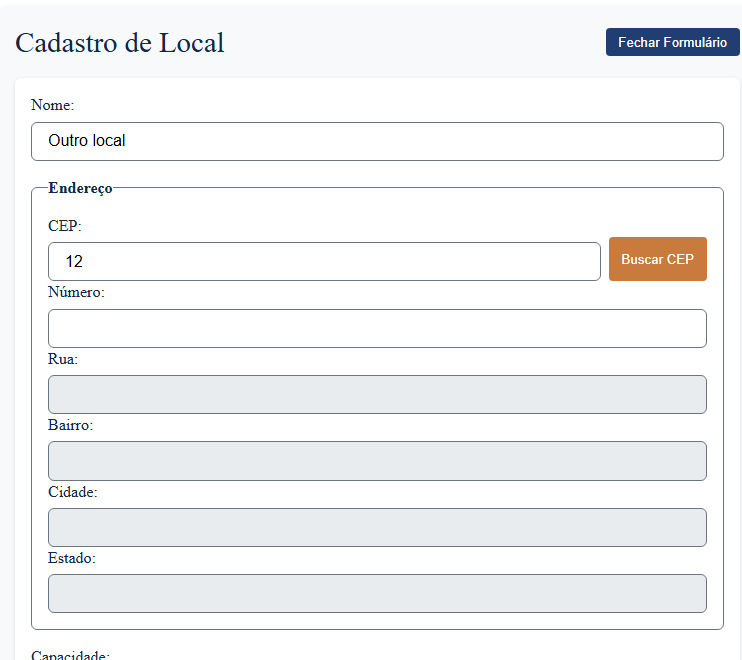 Cadastro de Local
Fechar Formulário
Nome:
Outro local
Endereço
CEP:
12
Buscar CEP
Número:
Rua:
Bairro:
Cidade:
Estado:
Capacidade: